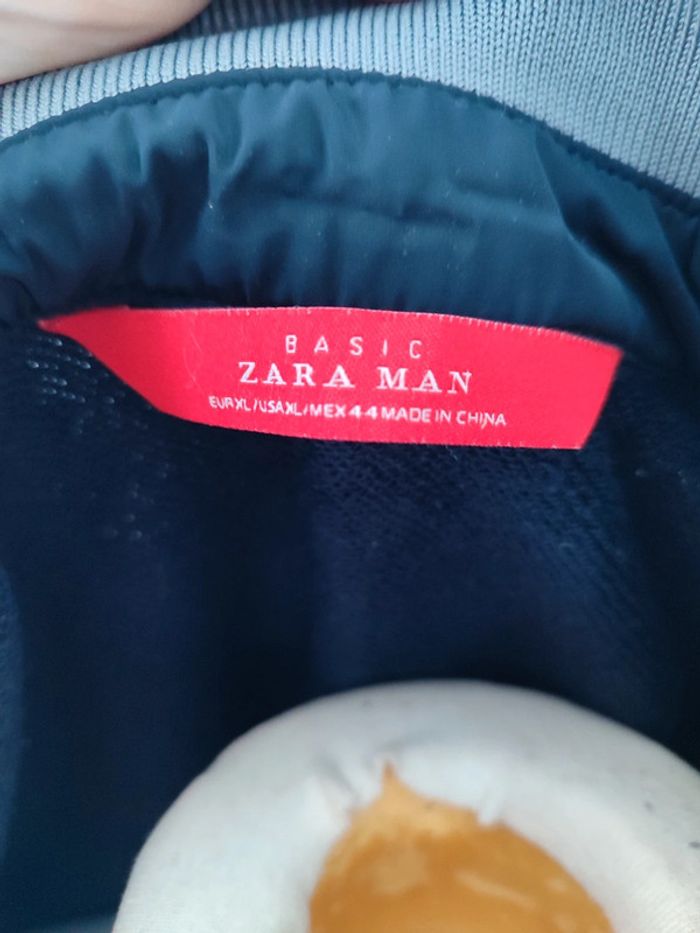 BASIC
ZARA MAN
EUR XL/USA XL/MEX 44 MADE IN CHINA